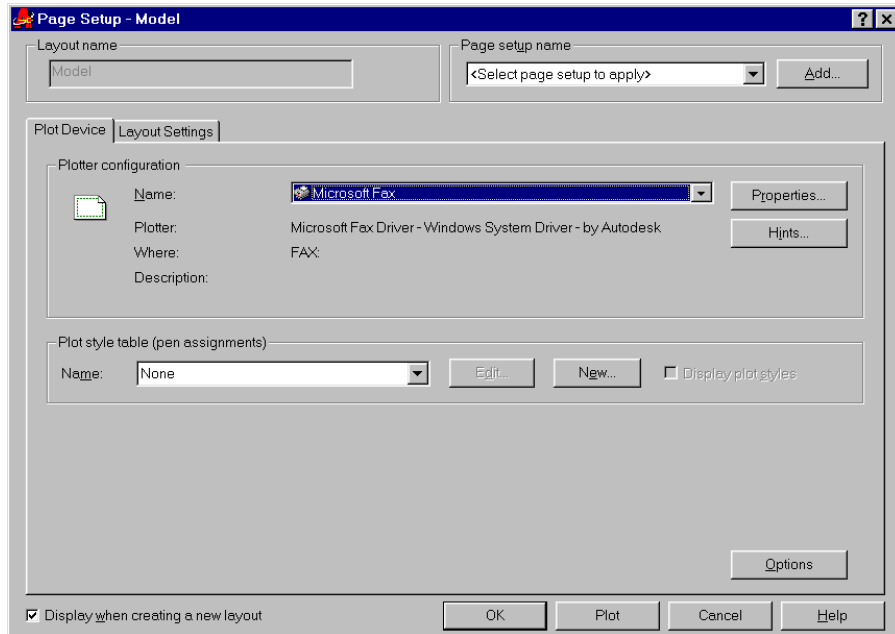 Page Setup - Model
Layout name
Model
Page setup name
<Select page setup to apply>
Add...
Plot Device
Layout Settings
Plotter configuration
Name:
Microsoft Fax
Properties...
Plotter:
Microsoft Fax Driver - Windows System Driver - by Autodesk
Hints...
Where:
FAX:
Description:
Plot style table (pen assignments)
Name:
None
Edit...
New...
Display plot styles
Options
Display when creating a new layout
OK
Plot
Cancel
Help